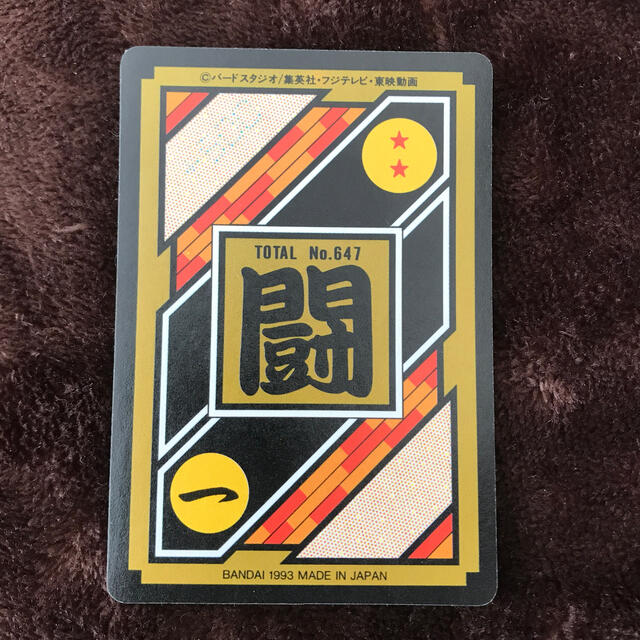 ©バードスタジオ/集英社・フジテレビ・東映動画
TOTAL No.647
闘
一
BANDAI 1993 MADE IN JAPAN